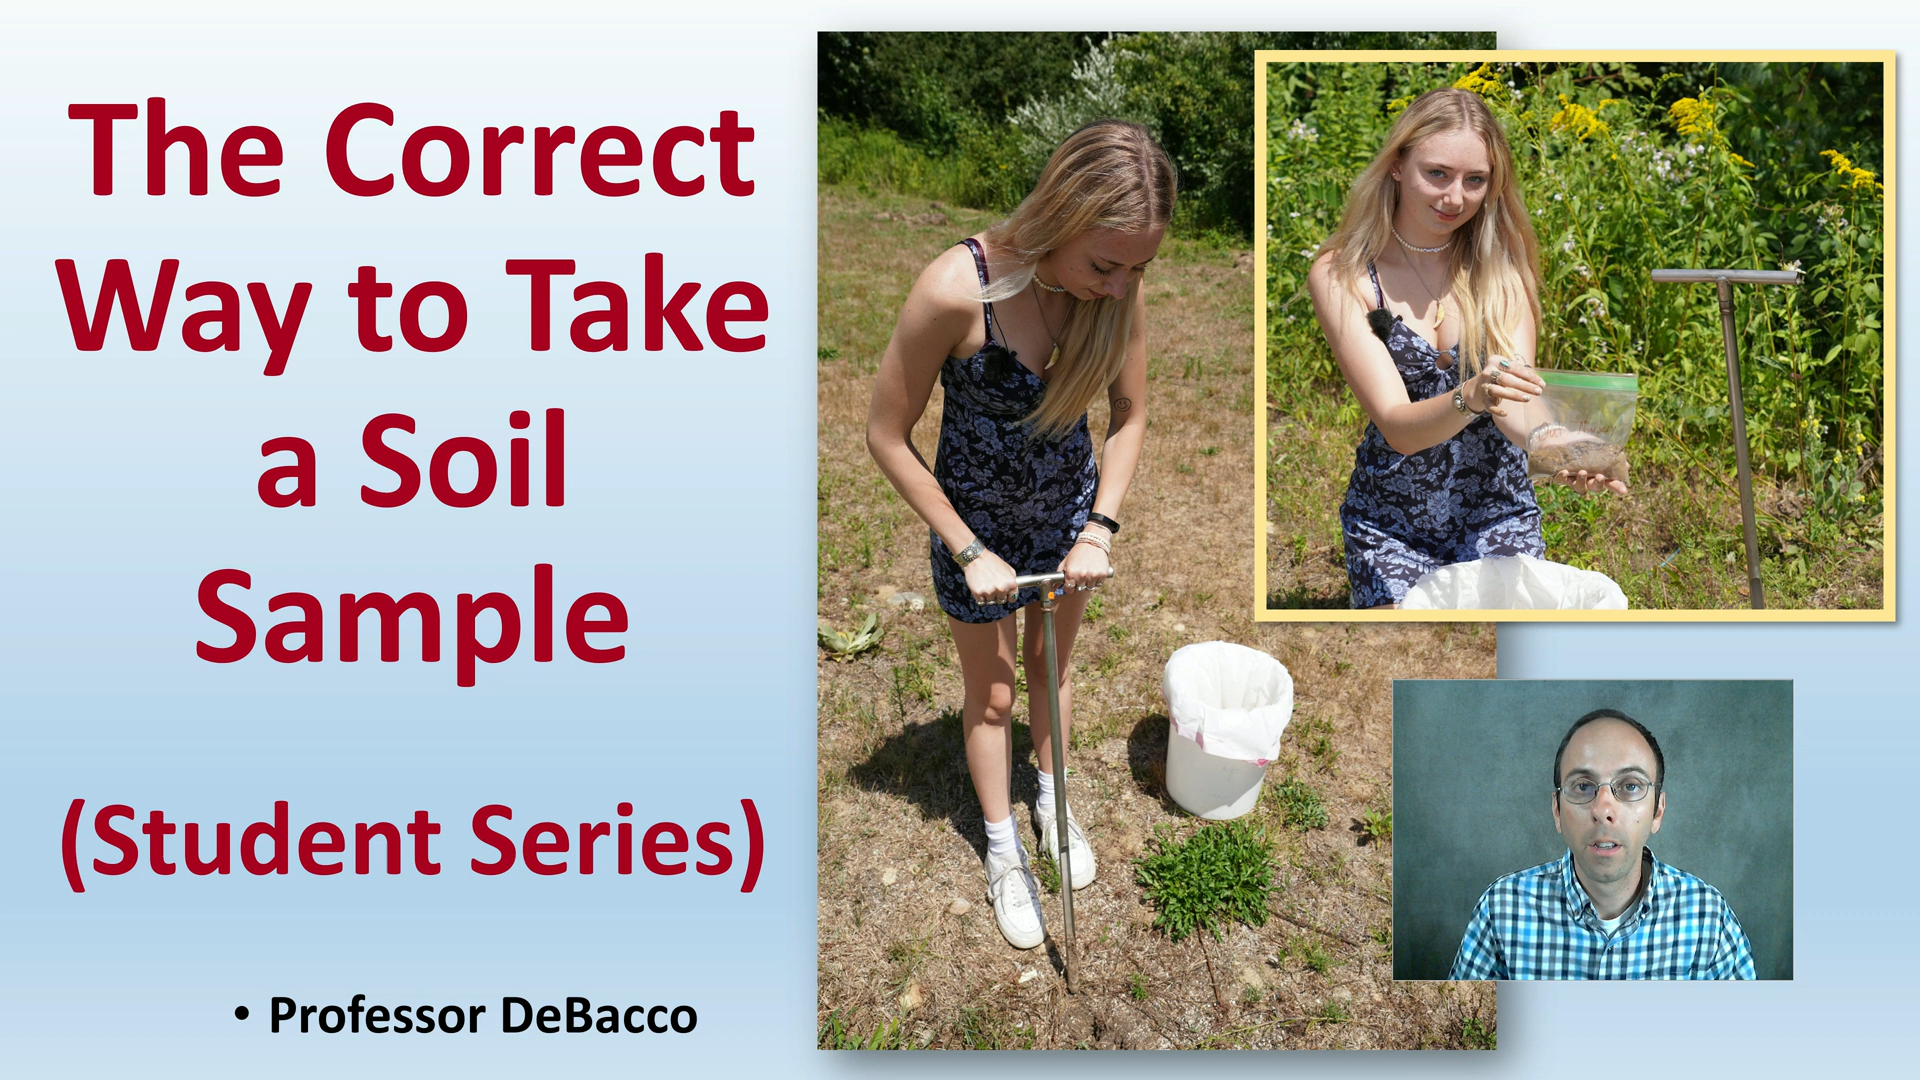 The Correct
Way to Take
a Soil
Sample
(Student Series)
• Professor DeBacco